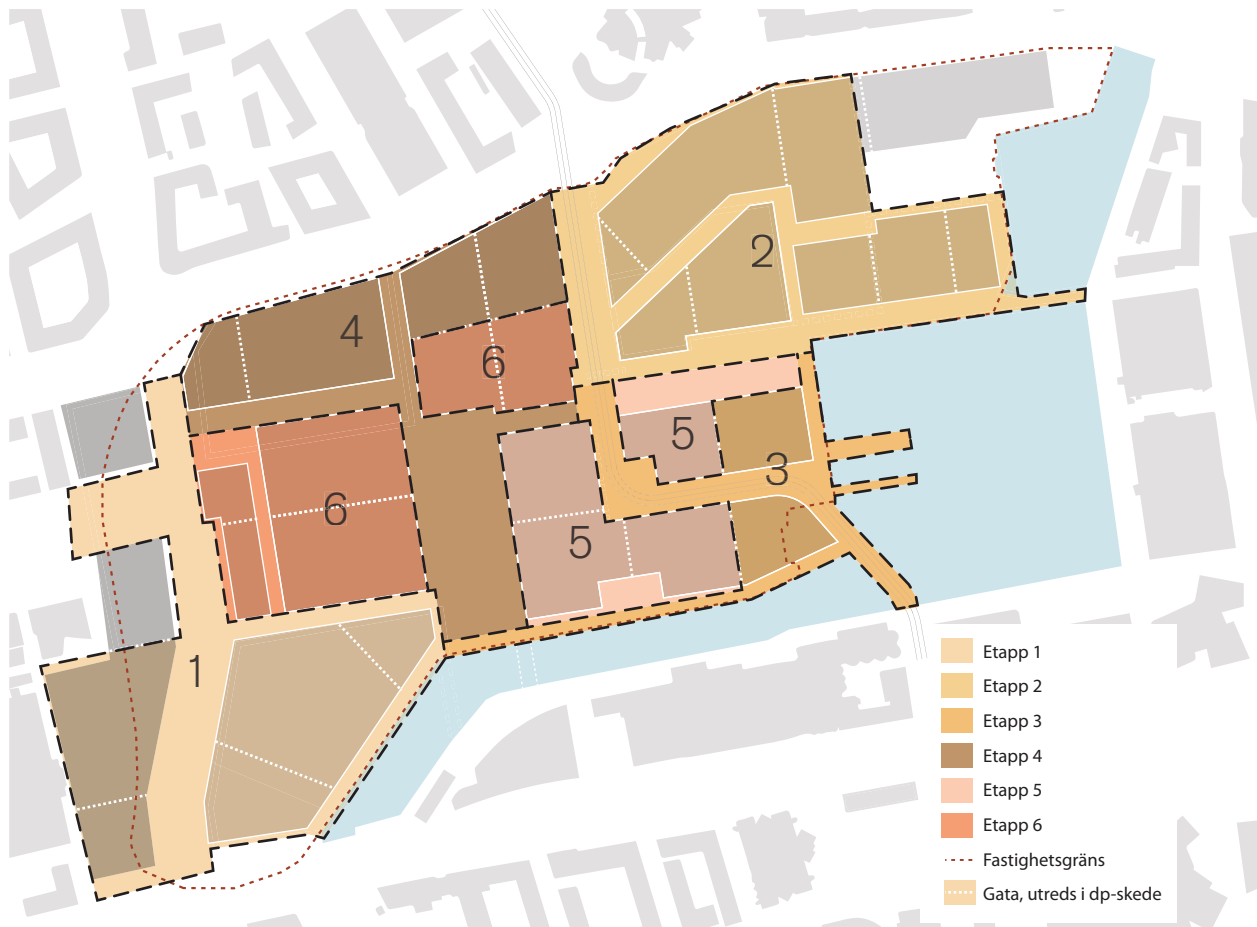 2
4
6
5
3
6
5
1
Etapp 1
Etapp 2
Etapp 3
Etapp 4
Etapp 5
Etapp 6
Fastighetsgräns
Gata, utreds i dp-skede